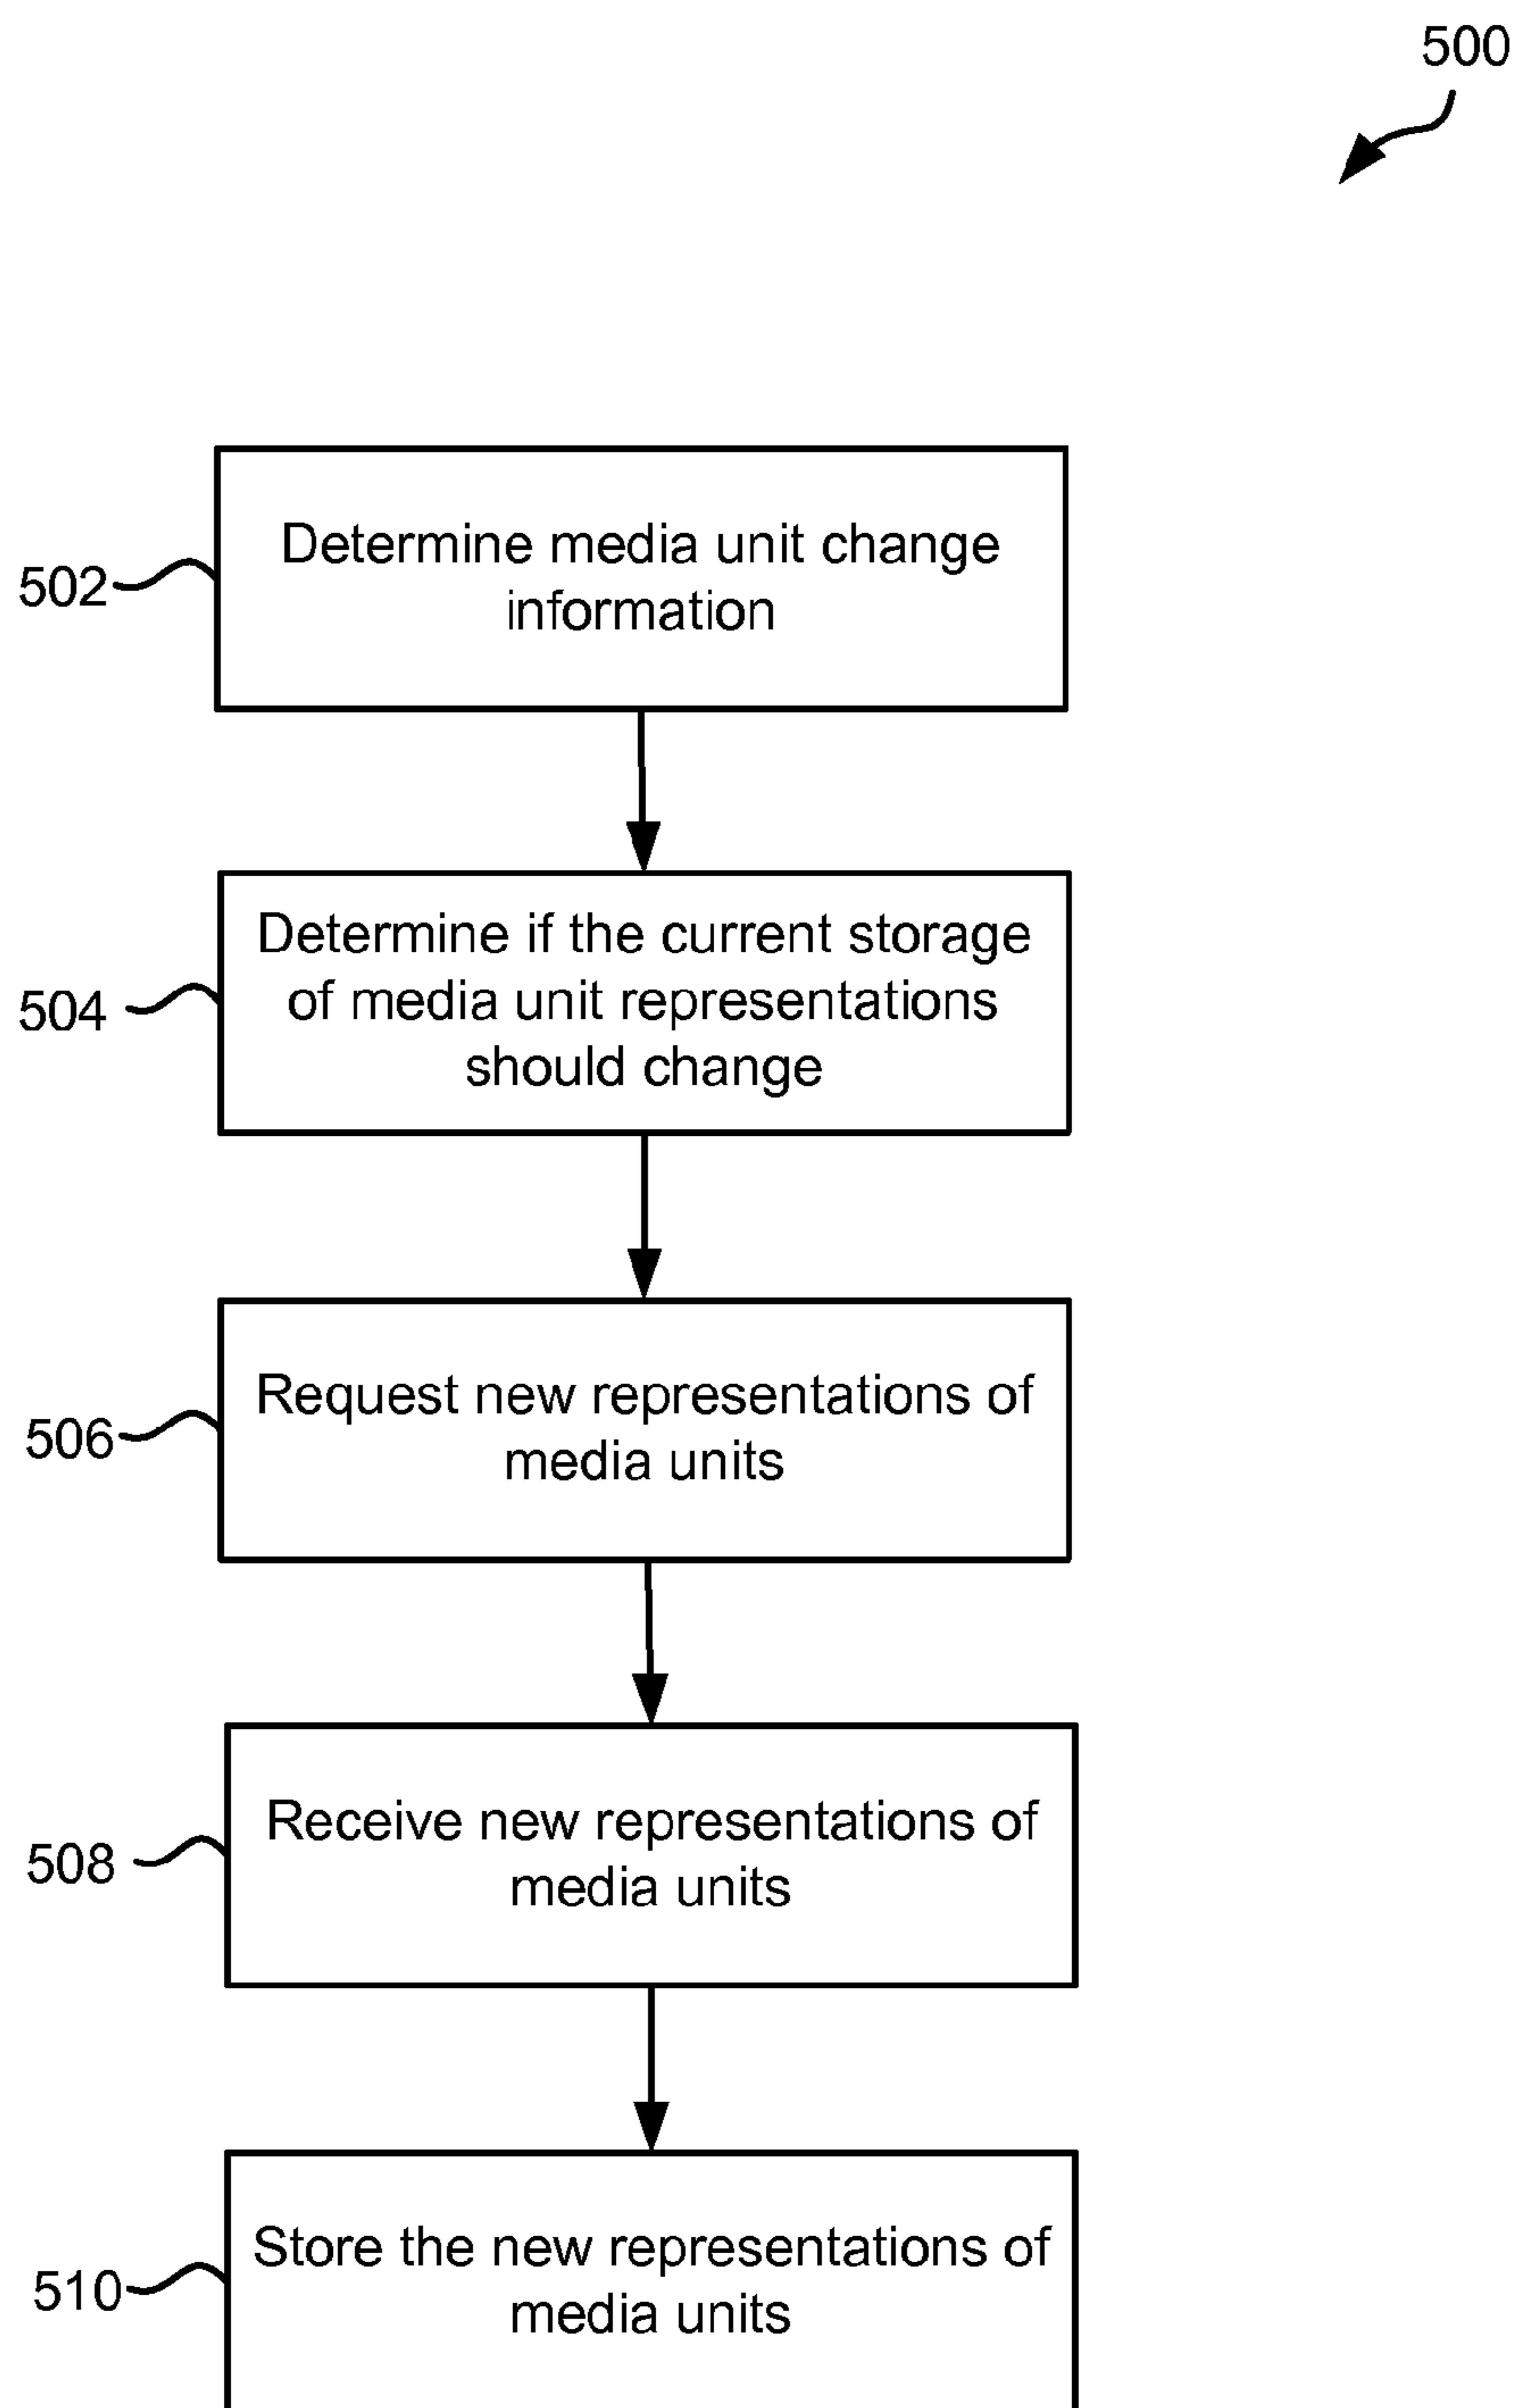 500
502
Determine media unit change
information
504
Determine if the current storage
of media unit representations
should change
506
Request new representations of
media units
508
Receive new representations of
media units
510
Store the new representations of
media units